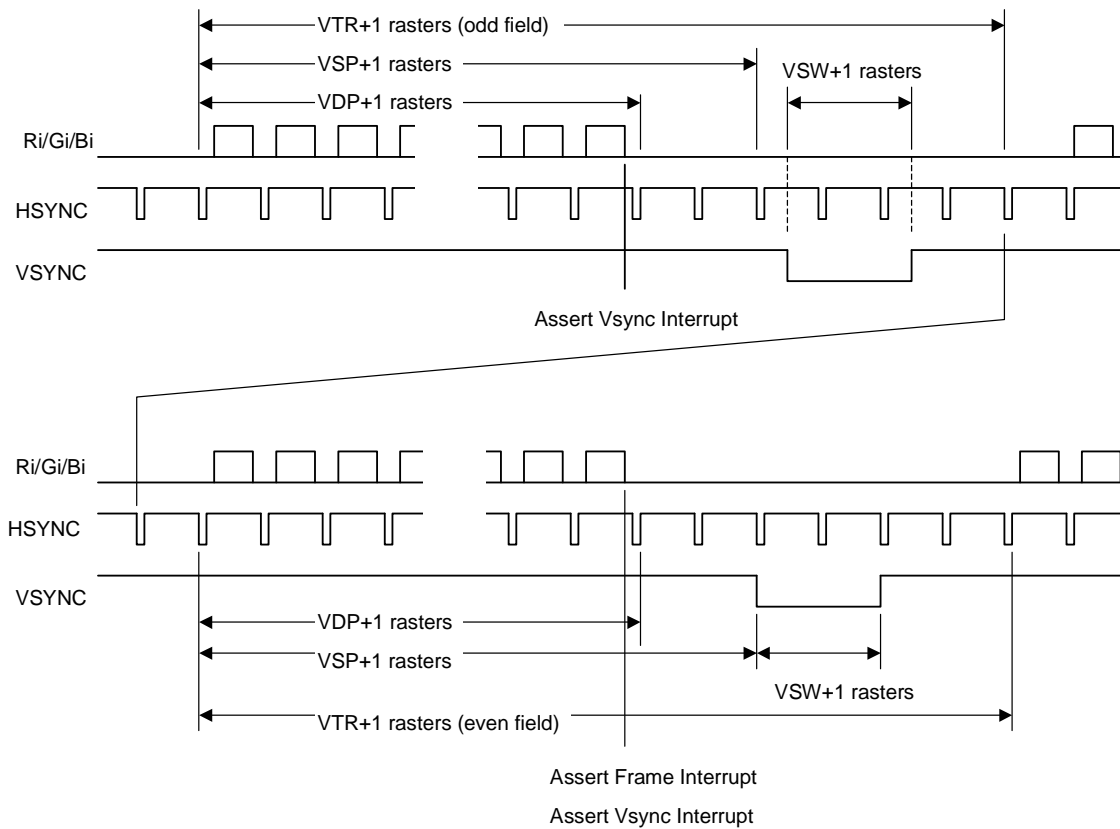 VTR+1 rasters (odd field)
VSP+1 rasters
VSW+1 rasters
VDP+1 rasters
Ri/Gi/Bi
HSYNC
VSYNC
Assert Vsync Interrupt
Ri/Gi/Bi
HSYNC
VSYNC
VDP+1 rasters
VSP+1 rasters
VSW+1 rasters
VTR+1 rasters (even field)
Assert Frame Interrupt
Assert Vsync Interrupt